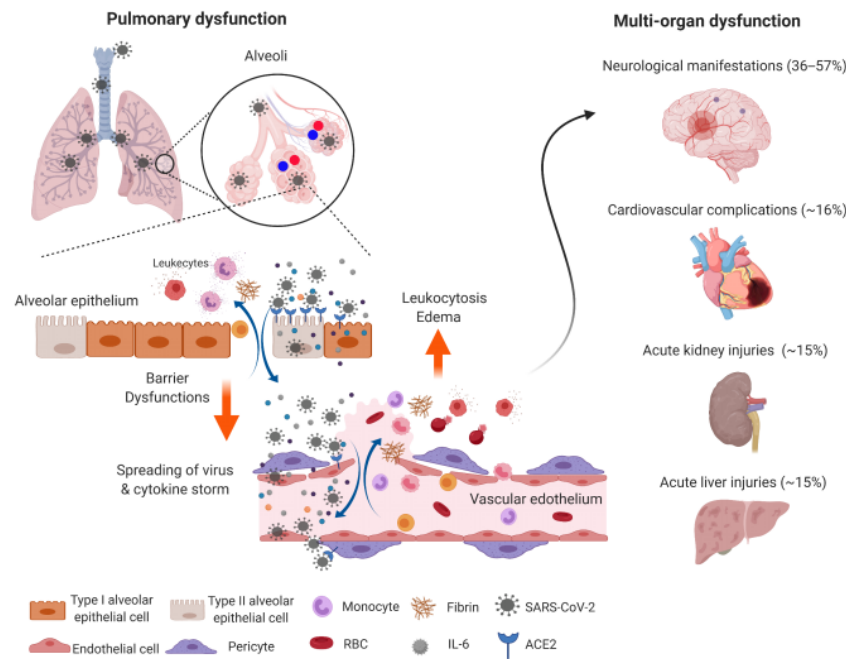 Pulmonary dysfunction
Multi-organ dysfunction
Alveoli
Neurological manifestations (36–57%)
Cardiovascular complications (~16%)
Leukecytes
Alveolar epithelium
Leukocytosis
Edema
Acute kidney injuries (~15%)
Barrier
Dysfunctions
Spreading of virus
& cytokine storm
Vascular edothelium
Acute liver injuries (~15%)
Type I alveolar
epithelial cell
Type II alveolar
epithelial cell
Monocyte
Fibrin
SARS-CoV-2
Endothelial cell
Pericyte
RBC
IL-6
ACE2